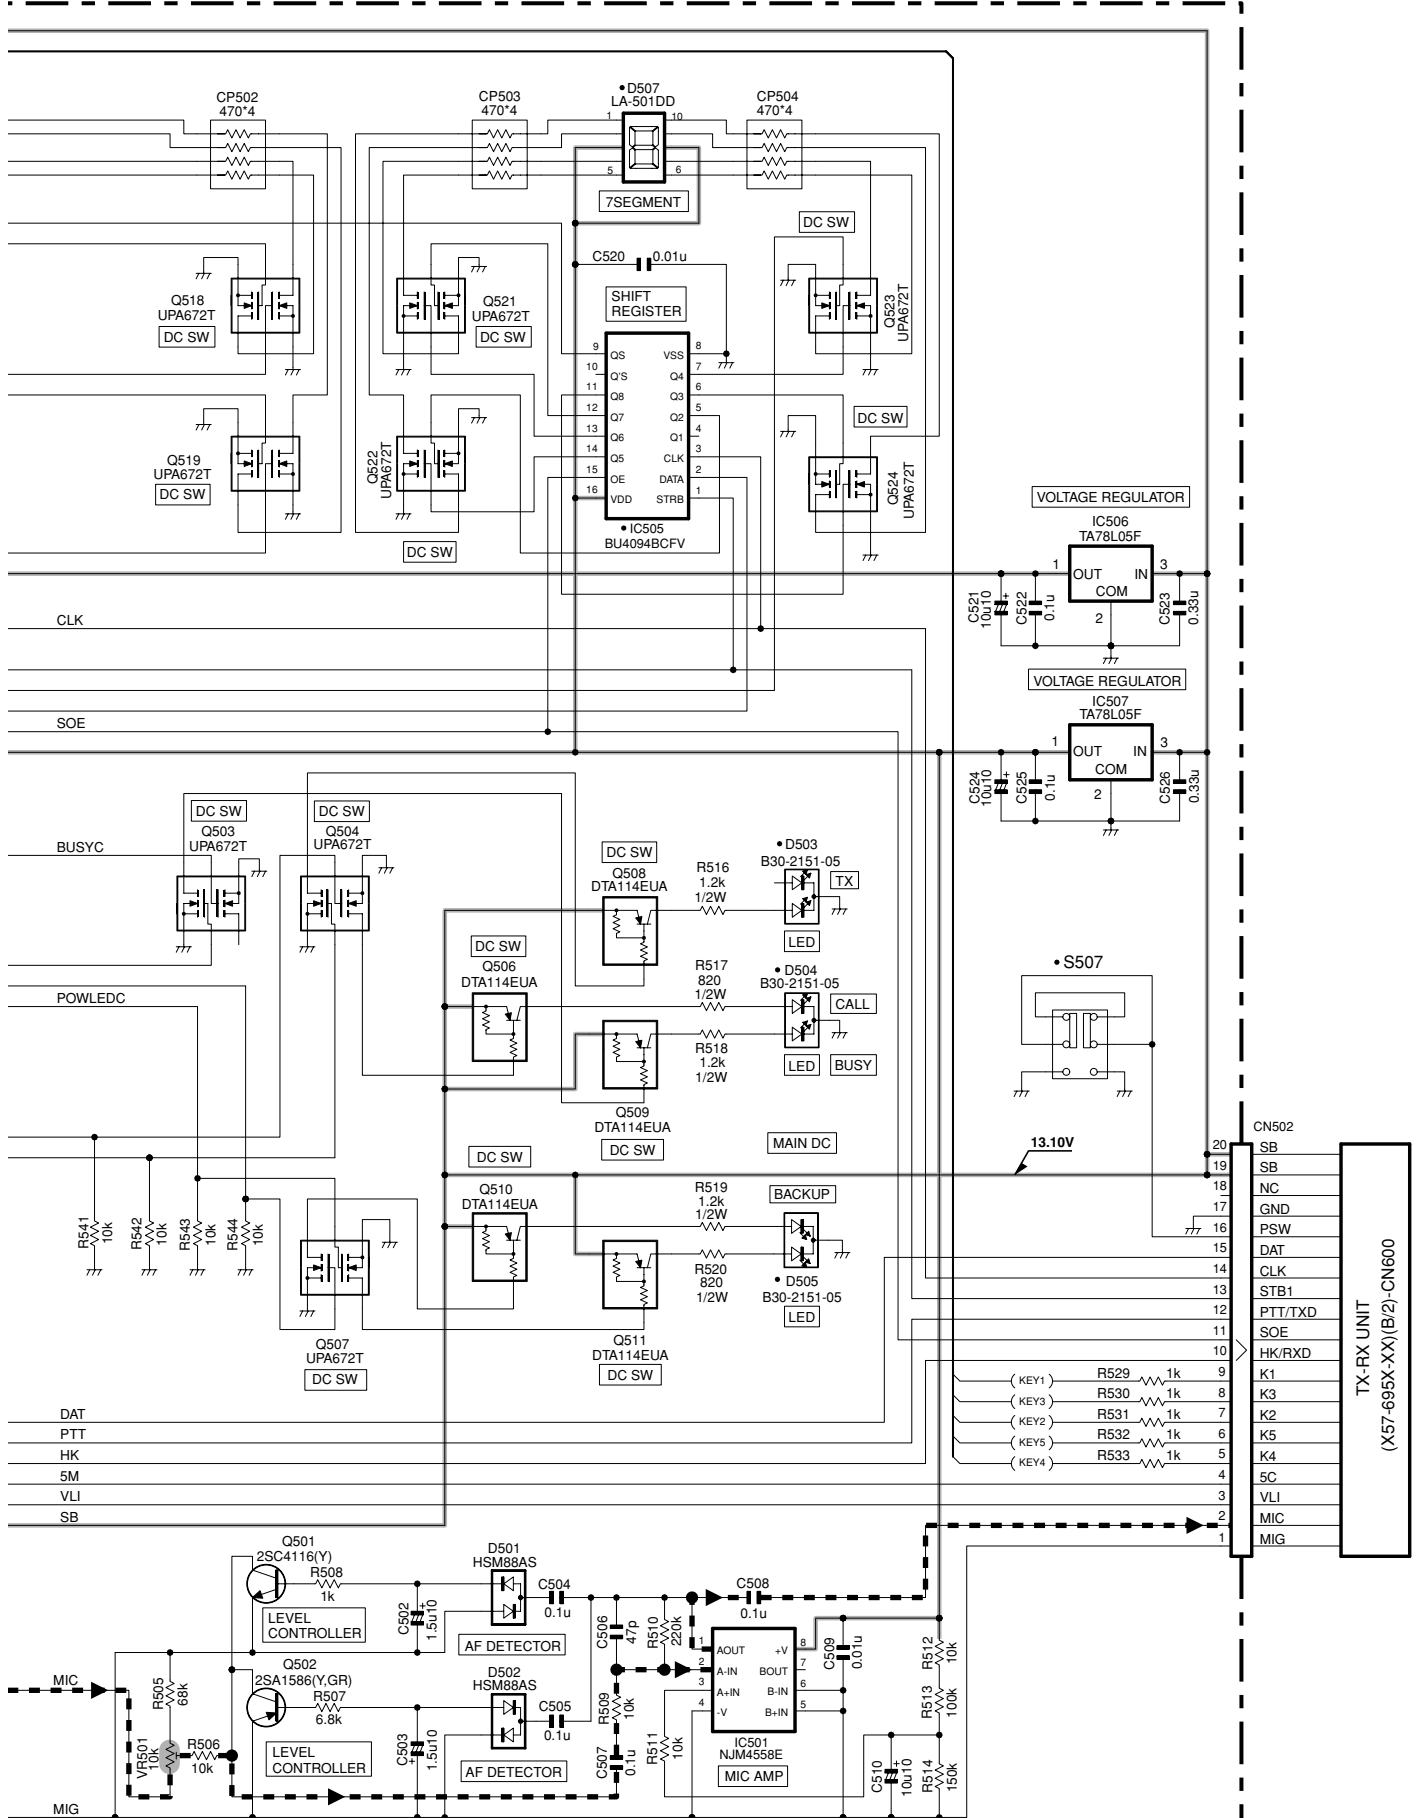 CP502
470*4
CP503
470*4
• D507
LA-501DD
1
10
5
6
CP504
470*4
7SEGMENT
DC SW
C520
0.01u
Q518
UPA672T
DC SW
Q521
UPA672T
DC SW
SHIFT
REGISTER
Q523
UPA672T
9 QS
10 Q'S
11 Q8
12 Q7
13 Q6
14 Q5
15 OE
16 VDD
VSS 8
Q4 7
Q3 6
Q2 5
Q1 4
CLK 3
DATA 2
STRB 1
• IC505
BU4094BCFV
DC SW
Q519
UPA672T
DC SW
Q522
UPA672T
DC SW
Q524
UPA672T
VOLTAGE REGULATOR
IC506
TA78L05F
1 OUT IN 3
COM
2
C521
10u10
+
C522
0.1u
C523
0.33u
CLK
VOLTAGE REGULATOR
IC507
TA78L05F
SOE
1 OUT IN 3
COM
2
C524
10u10
+
C525
0.1u
C526
0.33u
DC SW
Q503
UPA672T
DC SW
Q504
UPA672T
BUSYC
DC SW
Q508
DTA114EUA
R516
1.2k
1/2W
• D503
B30-2151-05
TX
LED
DC SW
Q506
DTA114EUA
R517
820
1/2W
• D504
B30-2151-05
CALL
R518
1.2k
1/2W
LED
BUSY
• S507
POWLEDC
Q509
DTA114EUA
DC SW
MAIN DC
13.10V
DC SW
Q510
DTA114EUA
R519
1.2k
1/2W
BACKUP
R520
820
1/2W
• D505
B30-2151-05
LED
R541
10k
R542
10k
R543
10k
R544
10k
Q507
UPA672T
DC SW
Q511
DTA114EUA
DC SW
CN502
20 SB
19 SB
18 NC
17 GND
16 PSW
15 DAT
14 CLK
13 STB1
12 PTT/TXD
11 SOE
10 HK/RXD
9 K1
8 K3
7 K2
6 K5
5 K4
4 5C
3 VLI
2 MIC
1 MIG
TX-RX UNIT
(X57-695X-XX)(B/2)-CN600
KEY1 R529 1k
KEY3 R530 1k
KEY2 R531 1k
KEY5 R532 1k
KEY4 R533 1k
DAT
PTT
HK
5M
VLI
SB
Q501
2SC4116(Y)
R508
1k
LEVEL
CONTROLLER
C502
1.5u10
+
D501
HSM88AS
C504
0.1u
AF DETECTOR
C506
47p
R510
220k
C508
0.1u
MIC
R505
68k
Q502
2SA1586(Y,GR)
R507
6.8k
D502
HSM88AS
C505
0.1u
R509
10k
1 AOUT
2 A-IN
3 A+IN
4 -V
+V 8
BOUT 7
B-IN 6
B+IN 5
C509
0.01u
R512
10k
R513
100k
VR501
10k
R506
10k
LEVEL
CONTROLLER
C503
1.5u10
+
AF DETECTOR
C507
0.1u
R511
10k
IC501
NJM4558E
MIC AMP
C510
10u10
+
R514
150k
MIG